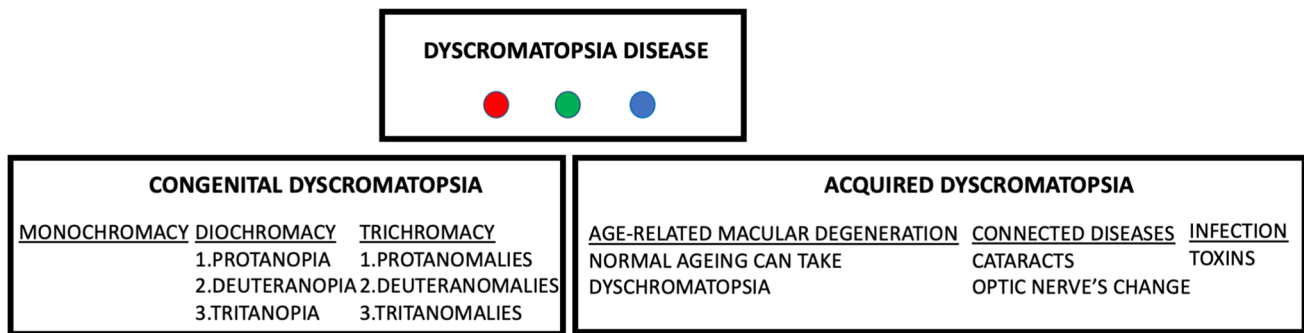 DYSCROMATOPSIA DISEASE
CONGENITAL DYSCROMATOPSIA
MONOCHROMACY DIOCHROMACY TRICHROMACY
1.PROTANOPIA 1.PROTANOMALIES
2.DEUTERANOPIA 2.DEUTERANOMALIES
3.TRITANOPIA 3.TRITANOMALIES
ACQUIRED DYSCROMATOPSIA
AGE-RELATED MACULAR DEGENERATION CONNECTED DISEASES INFECTION
NORMAL AGEING CAN TAKE CATARACTS TOXINS
DYSCHROMATOPSIA OPTIC NERVE'S CHANGE